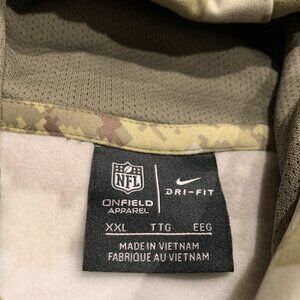 NFL
ONFIELD
APPAREL
DRI-FIT
XXL TTG EEG
MADE IN VIETNAM
FABRIQUÉ AU VIETNAM